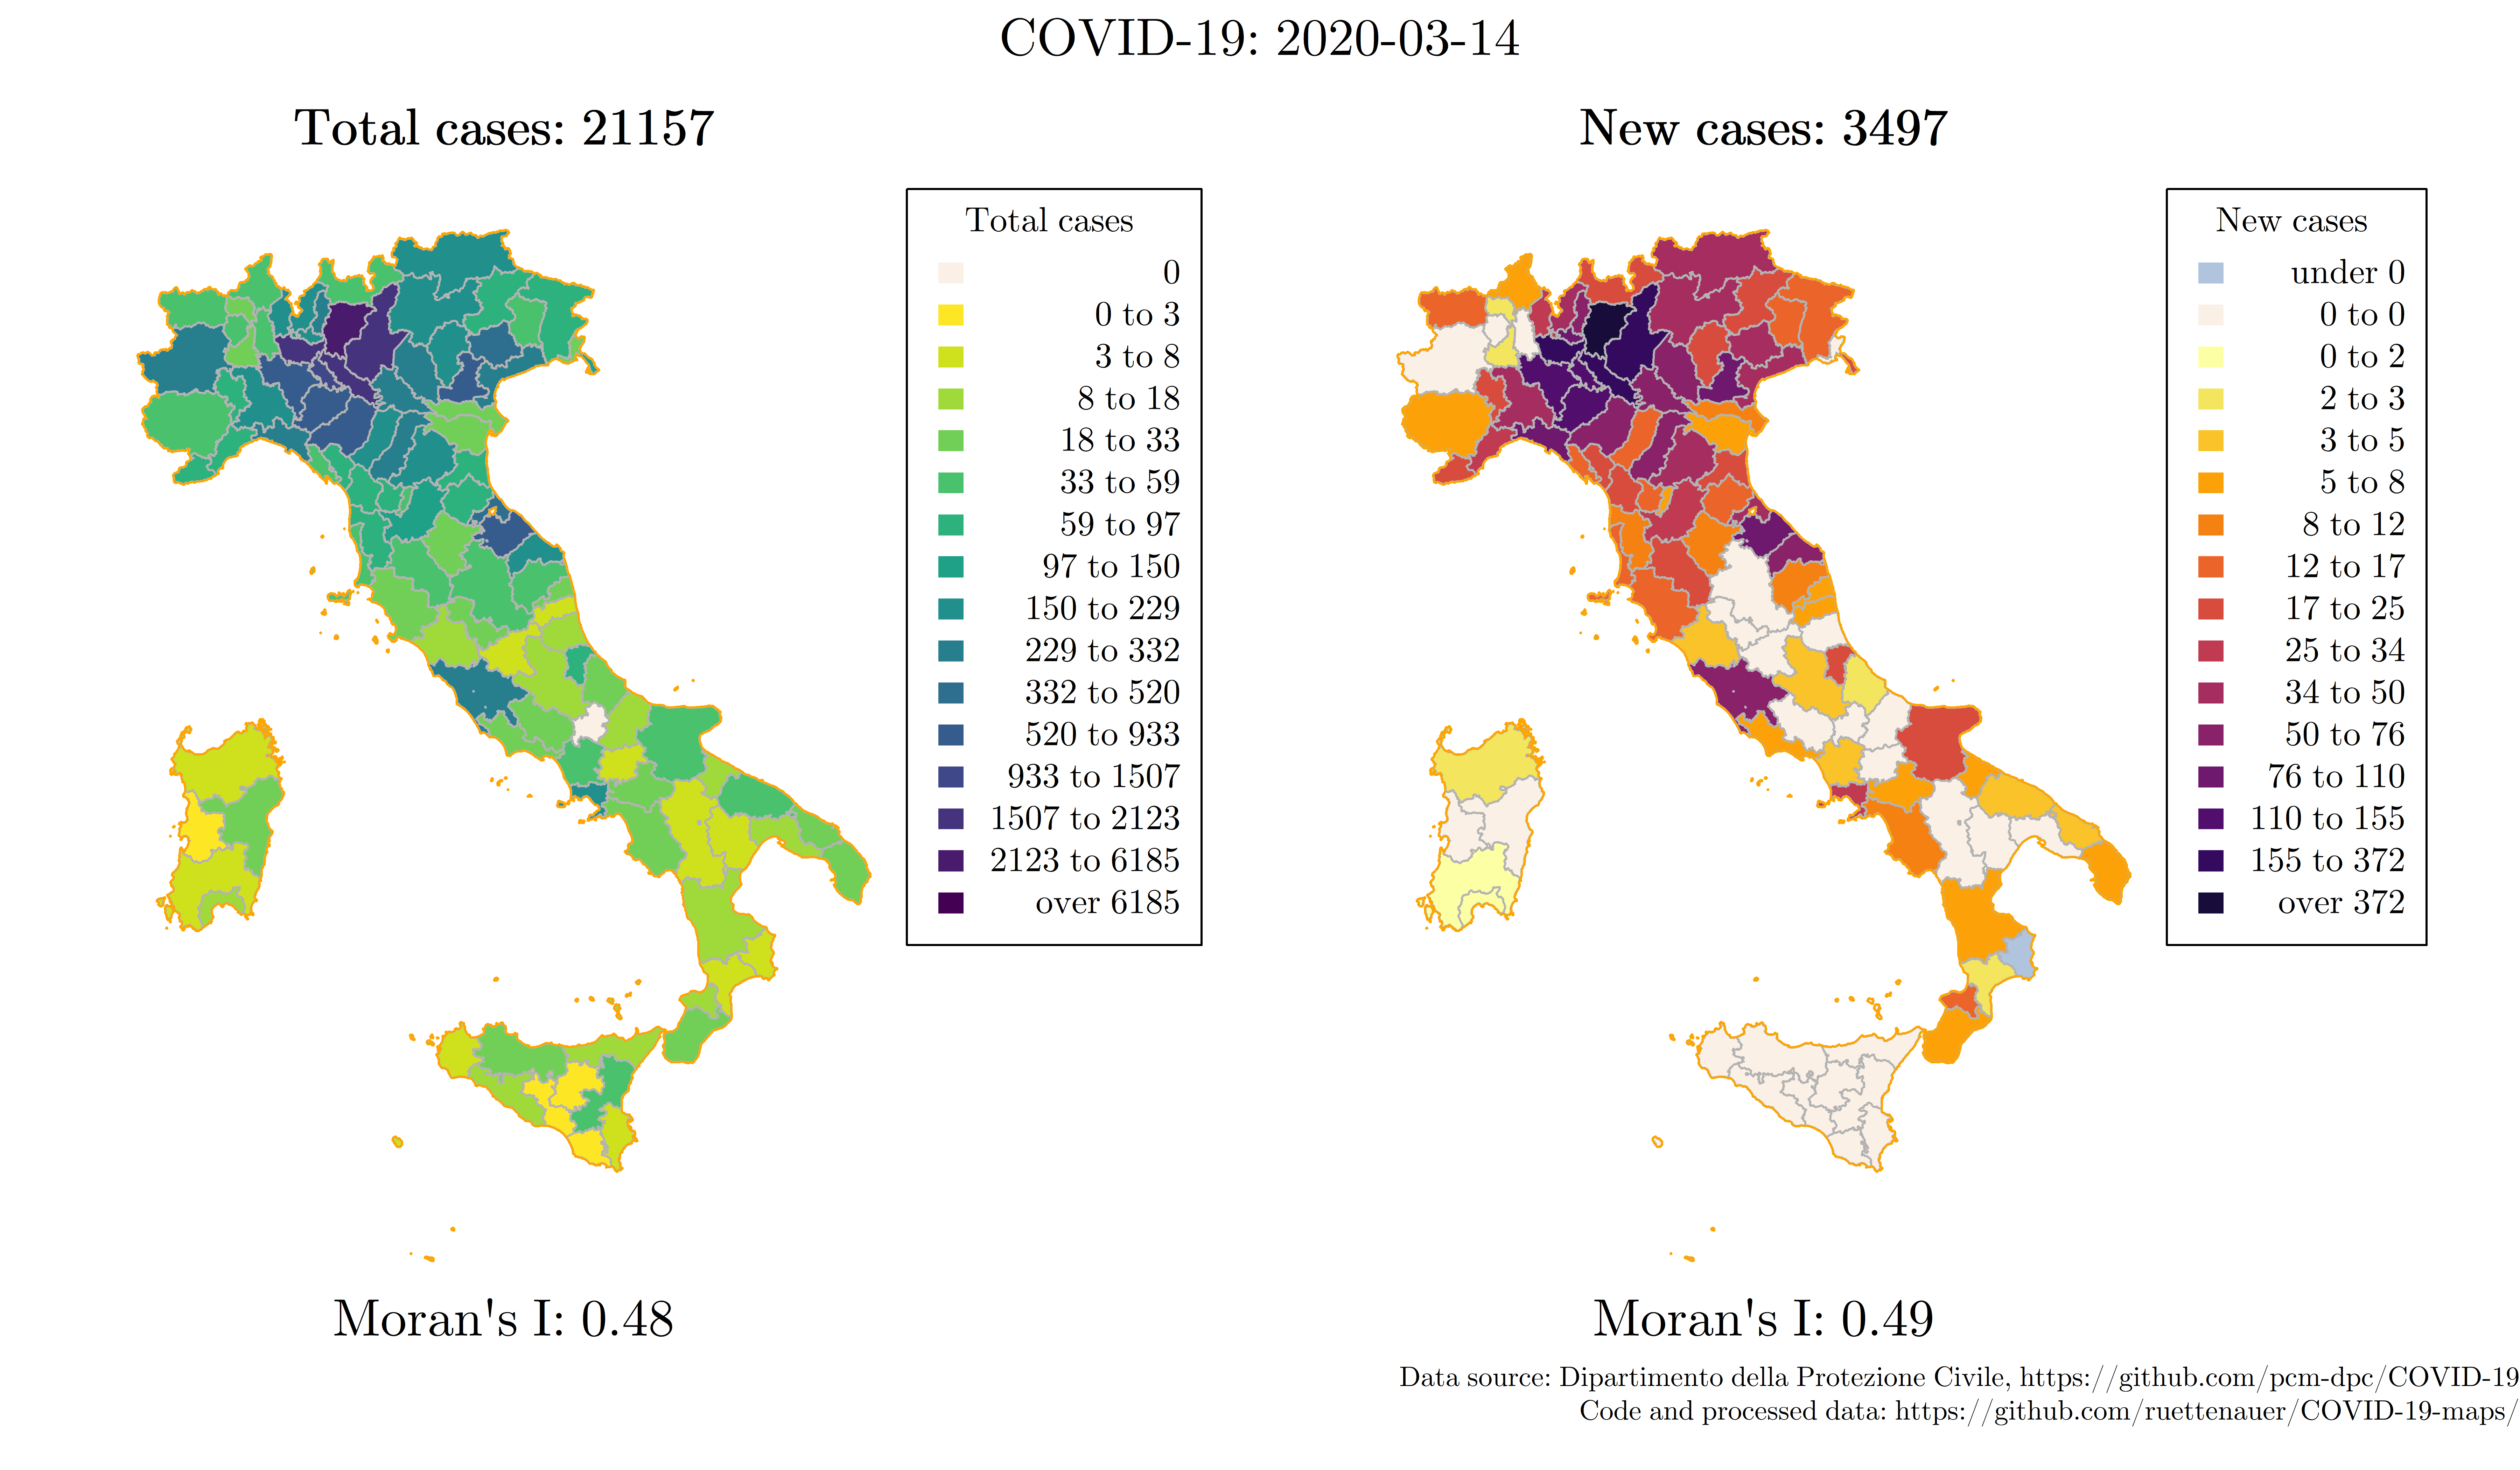 COVID-19: 2020-03-14
Total cases: 21157
Total cases
0
0 to 3
3 to 8
8 to 18
18 to 33
33 to 59
59 to 97
97 to 150
150 to 229
229 to 332
332 to 520
520 to 933
933 to 1507
1507 to 2123
2123 to 6185
over 6185
Moran's I: 0.48
New cases: 3497
New cases
under 0
0 to 0
0 to 2
2 to 3
3 to 5
5 to 8
8 to 12
12 to 17
17 to 25
25 to 34
34 to 50
50 to 76
76 to 110
110 to 155
155 to 372
over 372
Moran's I: 0.49
Data source: Dipartimento della Protezione Civile, https://github.com/pcm-dpc/COVID-19
Code and processed data: https://github.com/ruettenauer/COVID-19-maps/